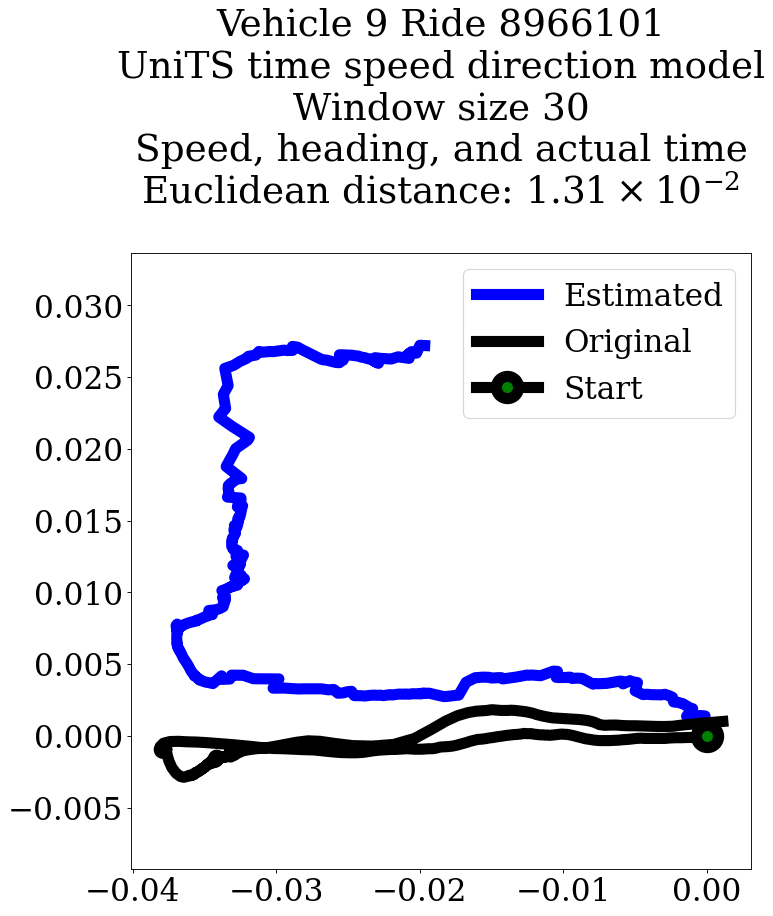 Vehicle 9 Ride 8966101
UniTS time speed direction model
Window size 30
Speed, heading, and actual time
Euclidean distance: 1.31 × 10⁻²
Estimated
Original
Start
0.030
0.025
0.020
0.015
0.010
0.005
0.000
−0.005
−0.04 −0.03 −0.02 −0.01 0.00